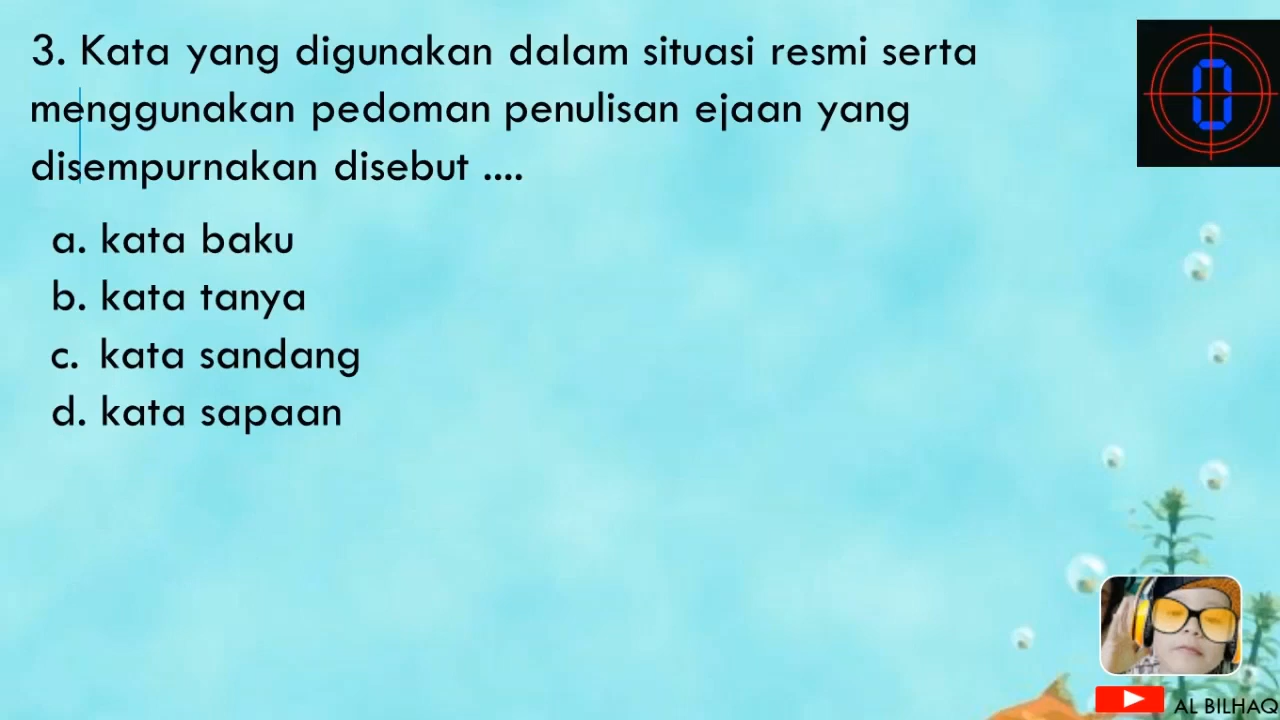 3. Kata yang digunakan dalam situasi resmi serta
menggunakan pedoman penulisan ejaan yang
disempurnakan disebut ....
a. kata baku
b. kata tanya
c. kata sandang
d. kata sapaan
0
AL BILHAQ